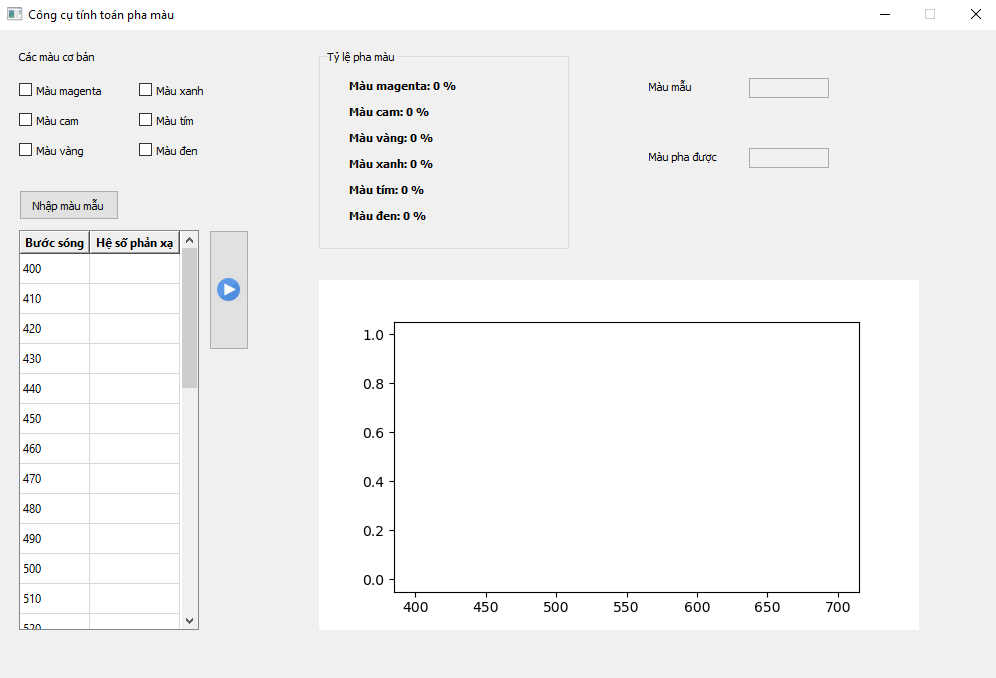 Công cụ tính toán pha màu
Các màu cơ bản
Màu magenta
Màu xanh
Màu cam
Màu tím
Màu vàng
Màu đen
Nhập màu mẫu
Bước sóng
Hệ số phản xạ
400
410
420
430
440
450
460
470
480
490
500
510
520
Tỷ lệ pha màu
Màu magenta: 0 %
Màu cam: 0 %
Màu vàng: 0 %
Màu xanh: 0 %
Màu tím: 0 %
Màu đen: 0 %
Màu mẫu
Màu pha được
1.0
0.8
0.6
0.4
0.2
0.0
400 450 500 550 600 650 700